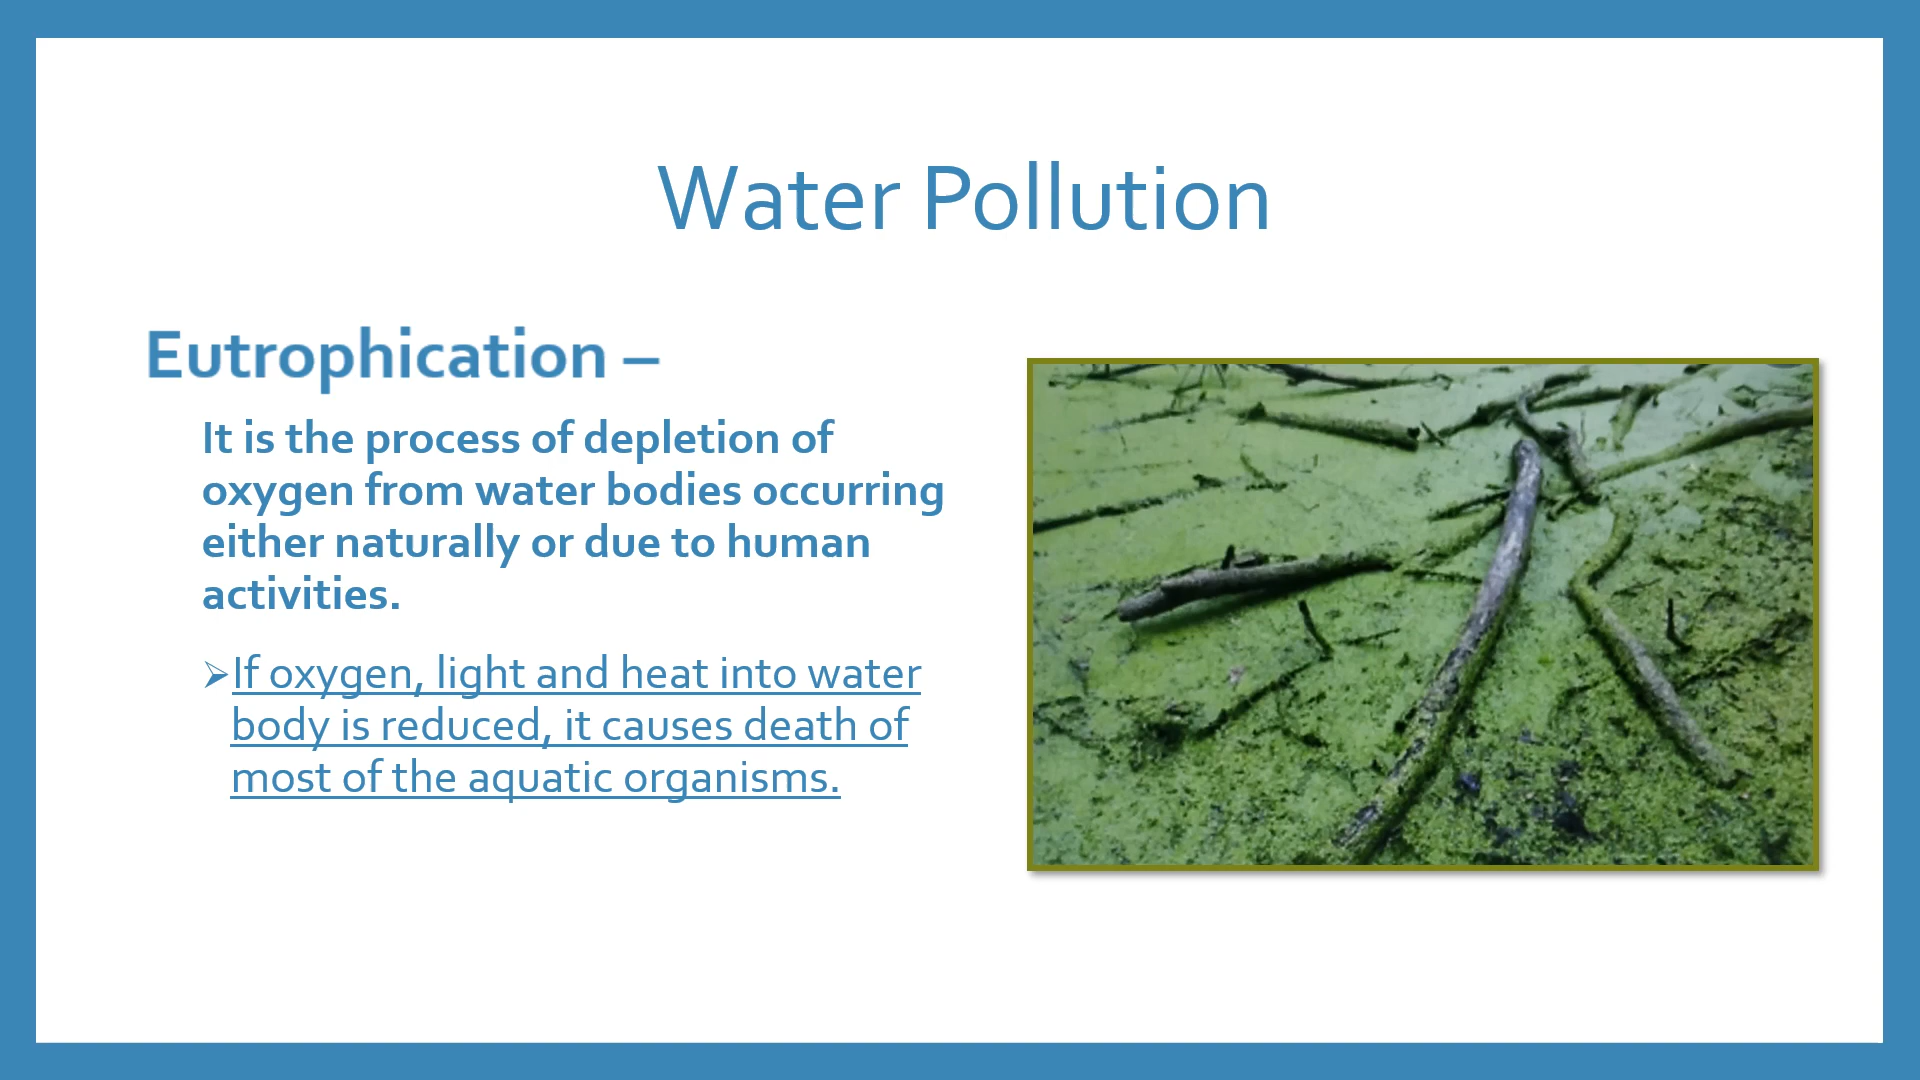 Water Pollution
Eutrophication –
It is the process of depletion of
oxygen from water bodies occurring
either naturally or due to human
activities.
➢If oxygen, light and heat into water
body is reduced, it causes death of
most of the aquatic organisms.